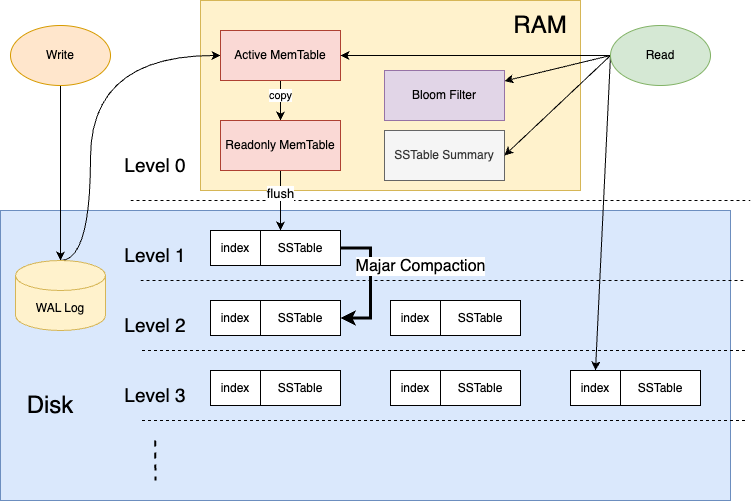 RAM
Write
Active MemTable
Read
copy
Bloom Filter
Readonly MemTable
SSTable Summary
Level 0
flush
Level 1
index
SSTable
Majar Compaction
WAL Log
Level 2
index
SSTable
index
SSTable
Disk
Level 3
index
SSTable
index
SSTable
index
SSTable